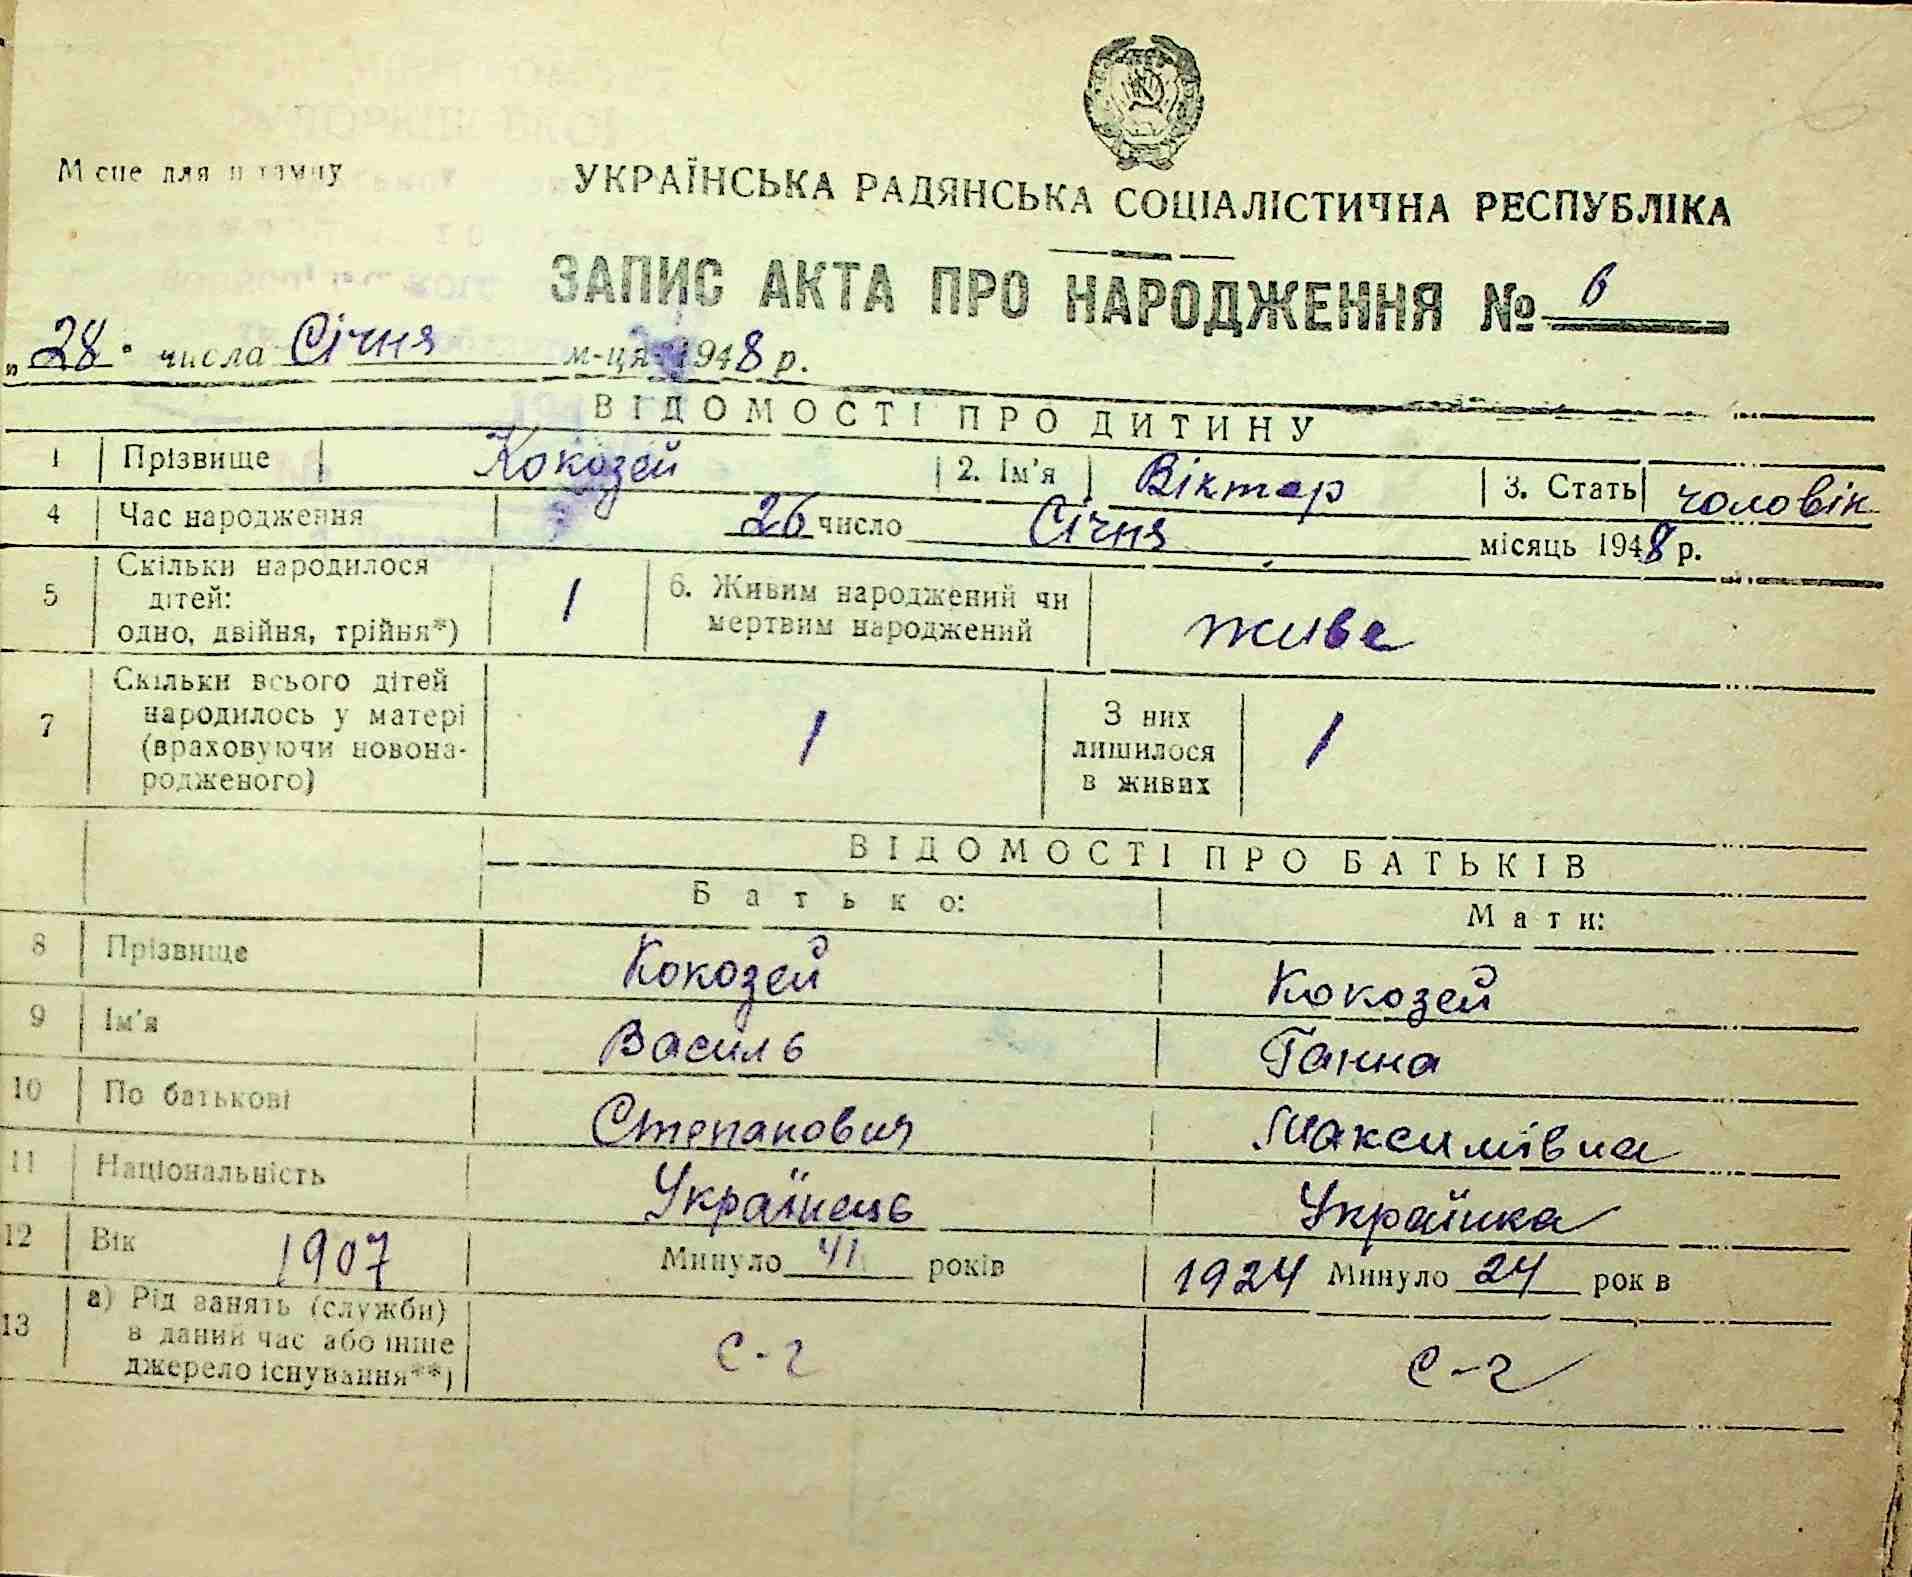 Місце для штампу
УКРАЇНСЬКА РАДЯНСЬКА СОЦІАЛІСТИЧНА РЕСПУБЛІКА
ЗАПИС АКТА ПРО НАРОДЖЕННЯ № 6
„28" числа Січня м-ця 1948 р.
ВІДОМОСТІ ПРО ДИТИНУ
1 Прізвище Кокозей 2. Ім'я Віктор 3. Стать чоловік
4 Час народження 26 число Січня місяць 1948 р.
5 Скільки народилося дітей: одно, двійня, трійня*) 1 6. Живим народжений чи мертвим народжений живе
7 Скільки всього дітей народилось у матері (враховуючи новонародженого) 1 З них лишилося в живих 1
ВІДОМОСТІ ПРО БАТЬКІВ
Батько: Мати:
8 Прізвище Кокозей Кокозей
9 Ім'я Василь Ганна
10 По батькові Степанович Максимівна
11 Національність Українець Українка
12 Вік 1907 Минуло 41 років 1924 Минуло 24 рок в
13 а) Рід занять (служби) в даний час або інше джерело існування**) с-г с-г